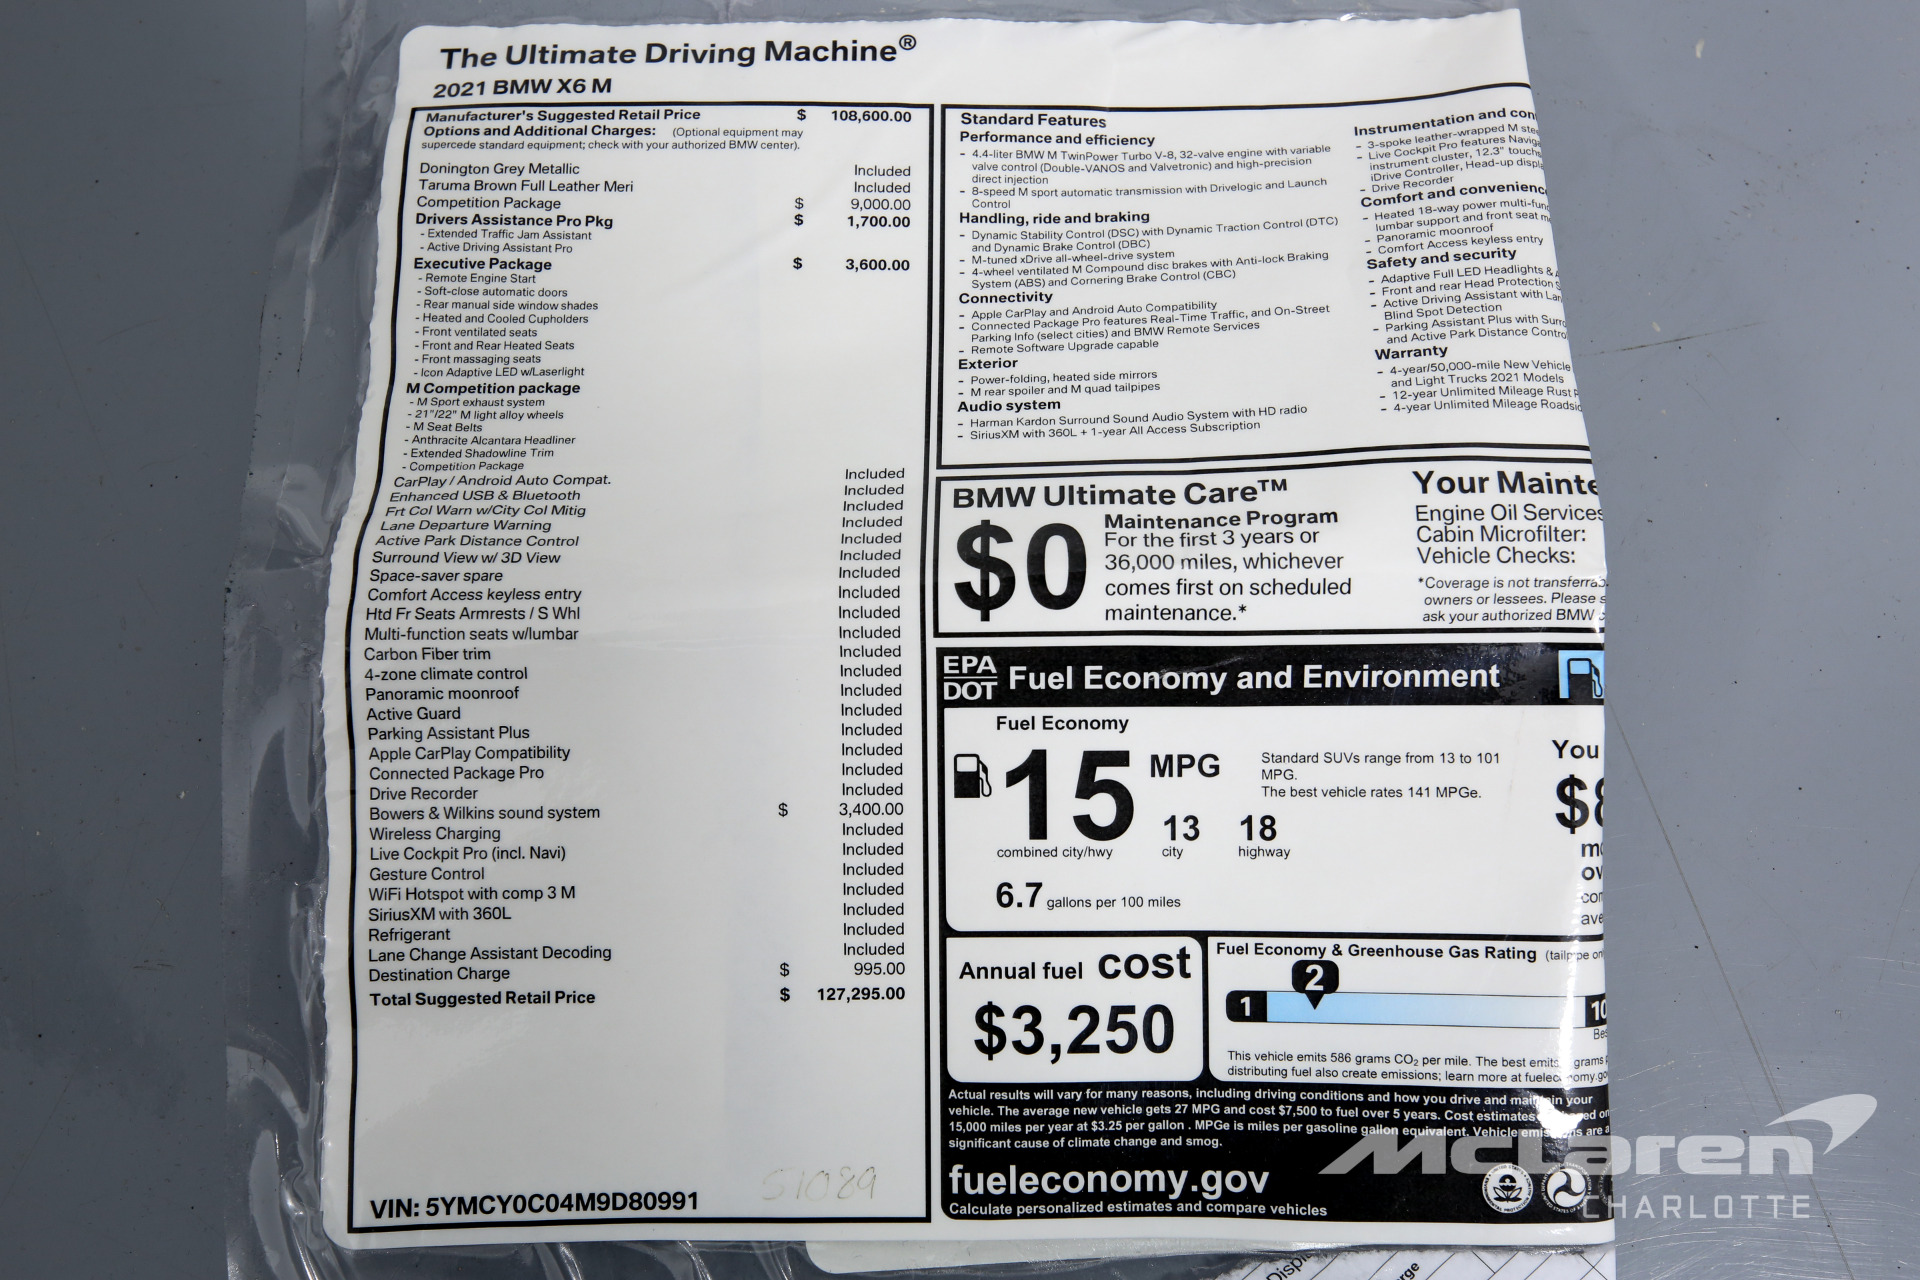 The Ultimate Driving Machine®
2021 BMW X6 M
Manufacturer's Suggested Retail Price $ 108,600.00
Options and Additional Charges: (Optional equipment may
supercede standard equipment; check with your authorized BMW center).
Donington Grey Metallic Included
Taruma Brown Full Leather Meri Included
Competition Package $ 9,000.00
Drivers Assistance Pro Pkg $ 1,700.00
- Extended Traffic Jam Assistant
- Active Driving Assistant Pro
Executive Package $ 3,600.00
- Remote Engine Start
- Soft-close automatic doors
- Rear manual side window shades
- Heated and Cooled Cupholders
- Front ventilated seats
- Front and Rear Heated Seats
- Front massaging seats
- Icon Adaptive LED w/Laserlight
M Competition package
- M Sport exhaust system
- 21"/22" M light alloy wheels
- M Seat Belts
- Anthracite Alcantara Headliner
- Extended Shadowline Trim
- Competition Package
CarPlay / Android Auto Compat. Included
Enhanced USB & Bluetooth Included
Frt Col Warn w/City Col Mitig Included
Lane Departure Warning Included
Active Park Distance Control Included
Surround View w/ 3D View Included
Space-saver spare Included
Comfort Access keyless entry Included
Htd Fr Seats Armrests / S Whl Included
Multi-function seats w/lumbar Included
Carbon Fiber trim Included
4-zone climate control Included
Panoramic moonroof Included
Active Guard Included
Parking Assistant Plus Included
Apple CarPlay Compatibility Included
Connected Package Pro Included
Drive Recorder Included
Bowers & Wilkins sound system $ 3,400.00
Wireless Charging Included
Live Cockpit Pro (incl. Navi) Included
Gesture Control Included
WiFi Hotspot with comp 3 M Included
SiriusXM with 360L Included
Refrigerant Included
Lane Change Assistant Decoding Included
Destination Charge $ 995.00
Total Suggested Retail Price $ 127,295.00
VIN: 5YMCY0C04M9D80991
51089
Standard Features
Performance and efficiency
- 4.4-liter BMW M TwinPower Turbo V-8, 32-valve engine with variable
valve control (Double-VANOS and Valvetronic) and high-precision
direct injection
- 8-speed M sport automatic transmission with Drivelogic and Launch
Control
Handling, ride and braking
- Dynamic Stability Control (DSC) with Dynamic Traction Control (DTC)
and Dynamic Brake Control (DBC)
- M-tuned xDrive all-wheel-drive system
- 4-wheel ventilated M Compound disc brakes with Anti-lock Braking
System (ABS) and Cornering Brake Control (CBC)
Connectivity
- Apple CarPlay and Android Auto Compatibility
- Connected Package Pro features Real-Time Traffic, and On-Street
Parking Info (select cities) and BMW Remote Services
- Remote Software Upgrade capable
Exterior
- Power-folding, heated side mirrors
- M rear spoiler and M quad tailpipes
Audio system
- Harman Kardon Surround Sound Audio System with HD radio
- SiriusXM with 360L + 1-year All Access Subscription
Instrumentation and con
- 3-spoke leather-wrapped M stee
- Live Cockpit Pro features Naviga
instrument cluster, 12.3" touchs
iDrive Controller, Head-up displa
- Drive Recorder
Comfort and convenienc
- Heated 18-way power multi-fun
lumbar support and front seat m
- Panoramic moonroof
- Comfort Access keyless entry
Safety and security
- Adaptive Full LED Headlights &
- Front and rear Head Protection S
- Active Driving Assistant with Lan
Blind Spot Detection
- Parking Assistant Plus with Surro
and Active Park Distance Contro
Warranty
- 4-year/50,000-mile New Vehicle
and Light Trucks 2021 Models
- 12-year Unlimited Mileage Rust
- 4-year Unlimited Mileage Roadsid
BMW Ultimate Care™
$0
Maintenance Program
For the first 3 years or
36,000 miles, whichever
comes first on scheduled
maintenance.*
Your Mainte
Engine Oil Services
Cabin Microfilter:
Vehicle Checks:
*Coverage is not transferrab
owners or lessees. Please s
ask your authorized BMW
EPA
DOT
Fuel Economy and Environment
Fuel Economy
15 MPG
combined city/hwy
13
city
18
highway
6.7 gallons per 100 miles
Standard SUVs range from 13 to 101
MPG.
The best vehicle rates 141 MPGe.
You
$8
mo
ov
com
ave
Annual fuel cost
$3,250
Fuel Economy & Greenhouse Gas Rating (tailpipe on
2
1
10
Bes
This vehicle emits 586 grams CO2 per mile. The best emits grams
distributing fuel also create emissions; learn more at fueleconomy.go
Actual results will vary for many reasons, including driving conditions and how you drive and maintain your
vehicle. The average new vehicle gets 27 MPG and cost $7,500 to fuel over 5 years. Cost estimates based on
15,000 miles per year at $3.25 per gallon . MPGe is miles per gasoline gallon equivalent. Vehicle emissions are a
significant cause of climate change and smog.
fueleconomy.gov
Calculate personalized estimates and compare vehicles
McLaren
CHARLOTTE